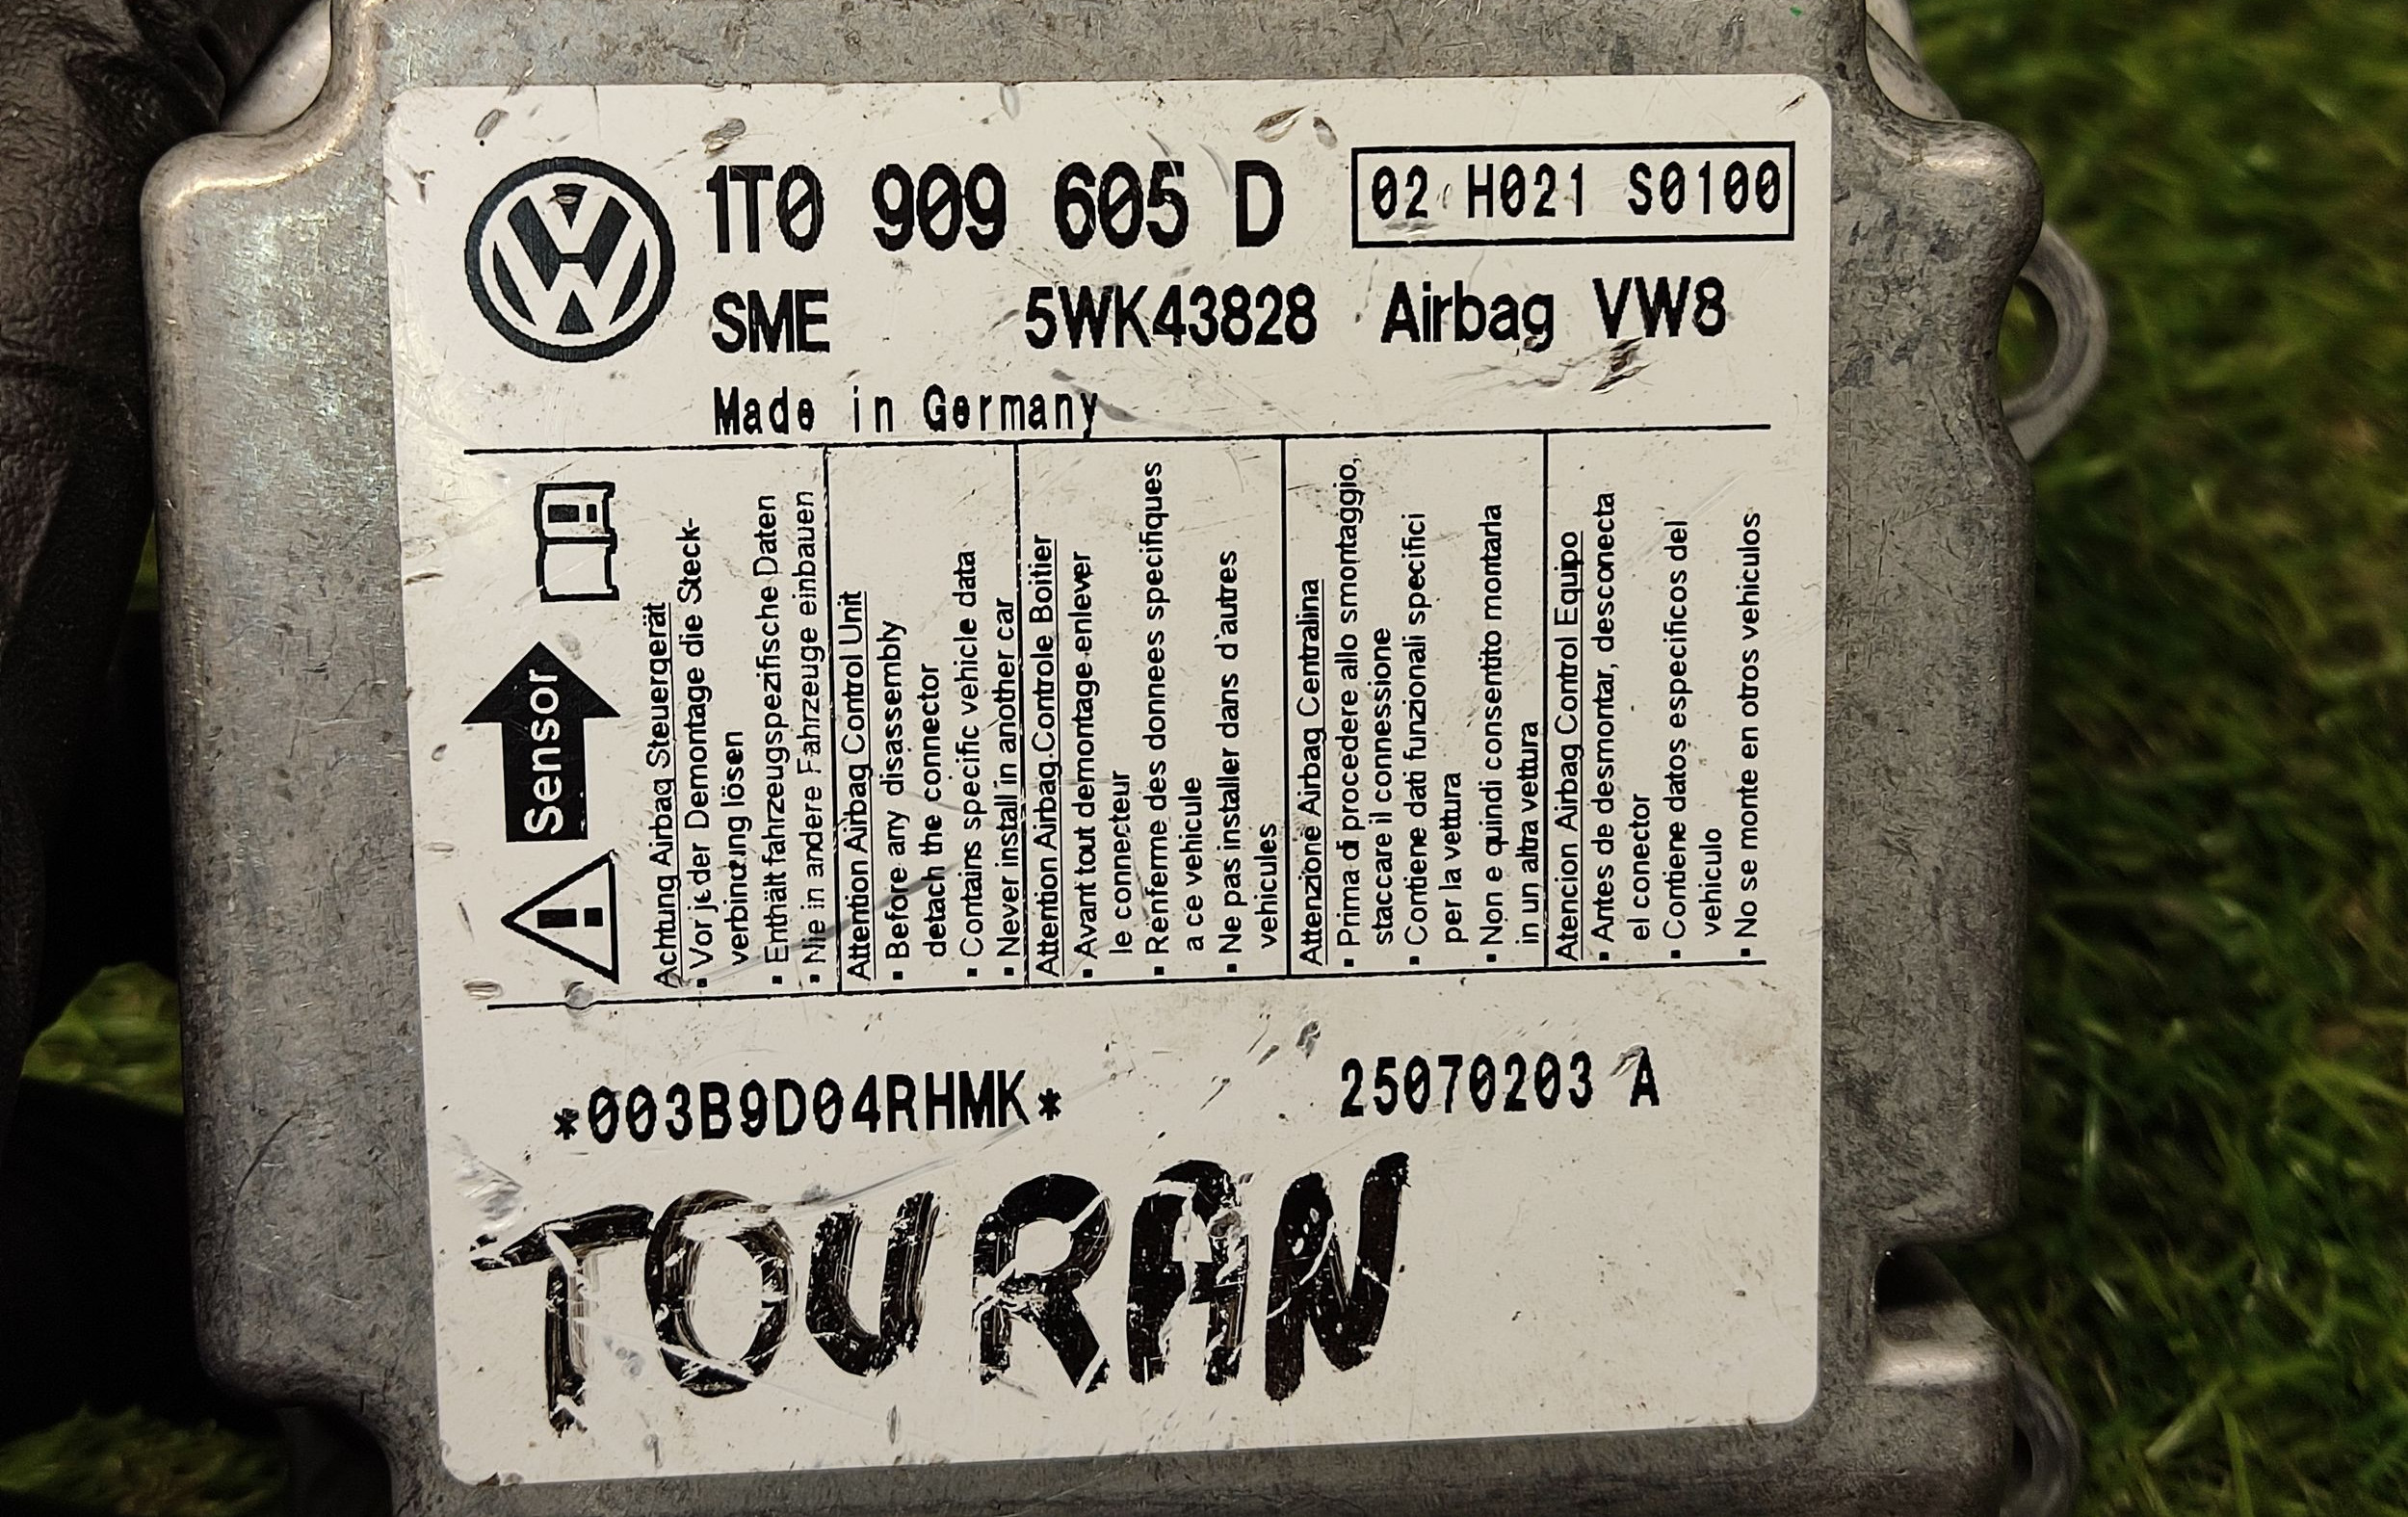 1T0 909 605 D 02 H021 S0100
SME 5WK43828 Airbag VW8
Made in Germany
Sensor
Achtung Airbag Steuergerät
▪ Vor jeder Demontage die Steck-
verbindung lösen
▪ Enthält fahrzeugspezifische Daten
▪ Nie in andere Fahrzeuge einbauen
Attention Airbag Control Unit
▪ Before any disassembly
detach the connector
▪ Contains specific vehicle data
▪ Never install in another car
Attention Airbag Controle Boitier
▪ Avant tout demontage enlever
le connecteur
▪ Renferme des donnees specifiques
a ce vehicule
▪ Ne pas installer dans d'autres
vehicules
Attenzione Airbag Centralina
▪ Prima di procedere allo smontaggio,
staccare il connessione
▪ Contiene dati funzionali specifici
per la vettura
▪ Non e quindi consentito montarla
in un altra vettura
Atencion Airbag Control Equipo
▪ Antes de desmontar, desconecta
el conector
▪ Contiene datos especificos del
vehiculo
▪ No se monte en otros vehiculos
*003B9D04RHMK* 25070203 A
TOURAN